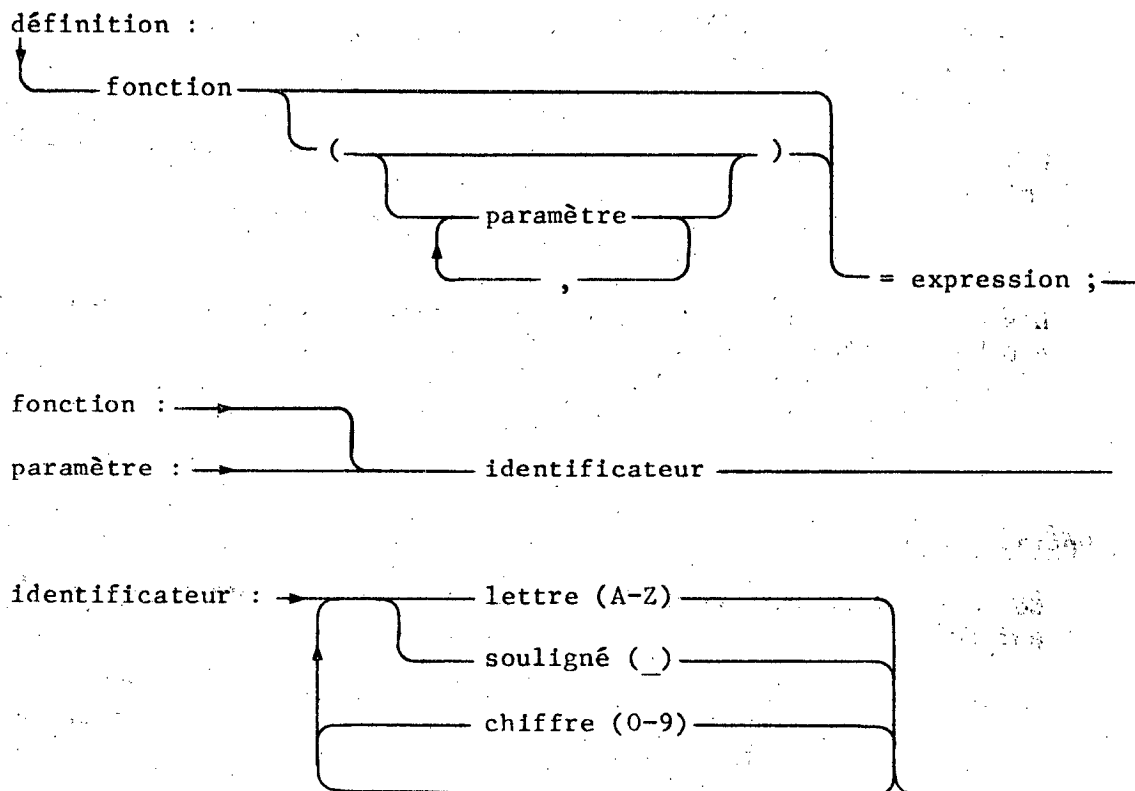 définition :
fonction
( )
paramètre
,
= expression ;
fonction :
paramètre : identificateur
identificateur : lettre (A-Z)
souligné (_)
chiffre (0-9)